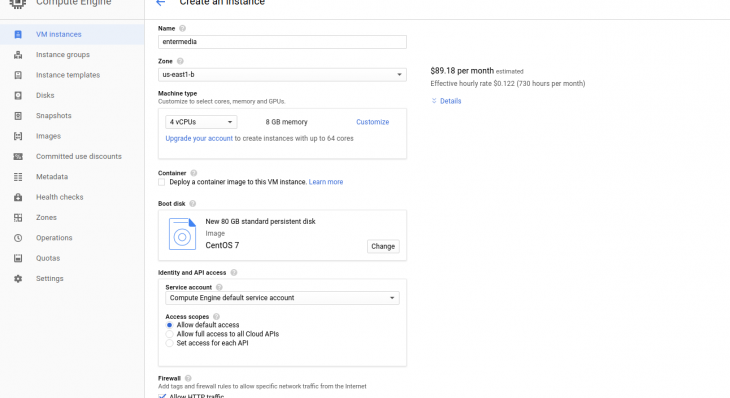 Compute Engine
Create an instance
VM instances
Instance groups
Instance templates
Disks
Snapshots
Images
Committed use discounts
Metadata
Health checks
Zones
Operations
Quotas
Settings
Name
entermedia
Zone
us-east1-b
Machine type
Customize to select cores, memory and GPUs.
4 vCPUs
8 GB memory
Customize
Upgrade your account to create instances with up to 64 cores
Container
Deploy a container image to this VM instance. Learn more
Boot disk
New 80 GB standard persistent disk
Image
CentOS 7
Change
Identity and API access
Service account
Compute Engine default service account
Access scopes
Allow default access
Allow full access to all Cloud APIs
Set access for each API
Firewall
Add tags and firewall rules to allow specific network traffic from the Internet
Allow HTTP traffic
$89.18 per month estimated
Effective hourly rate $0.122 (730 hours per month)
Details